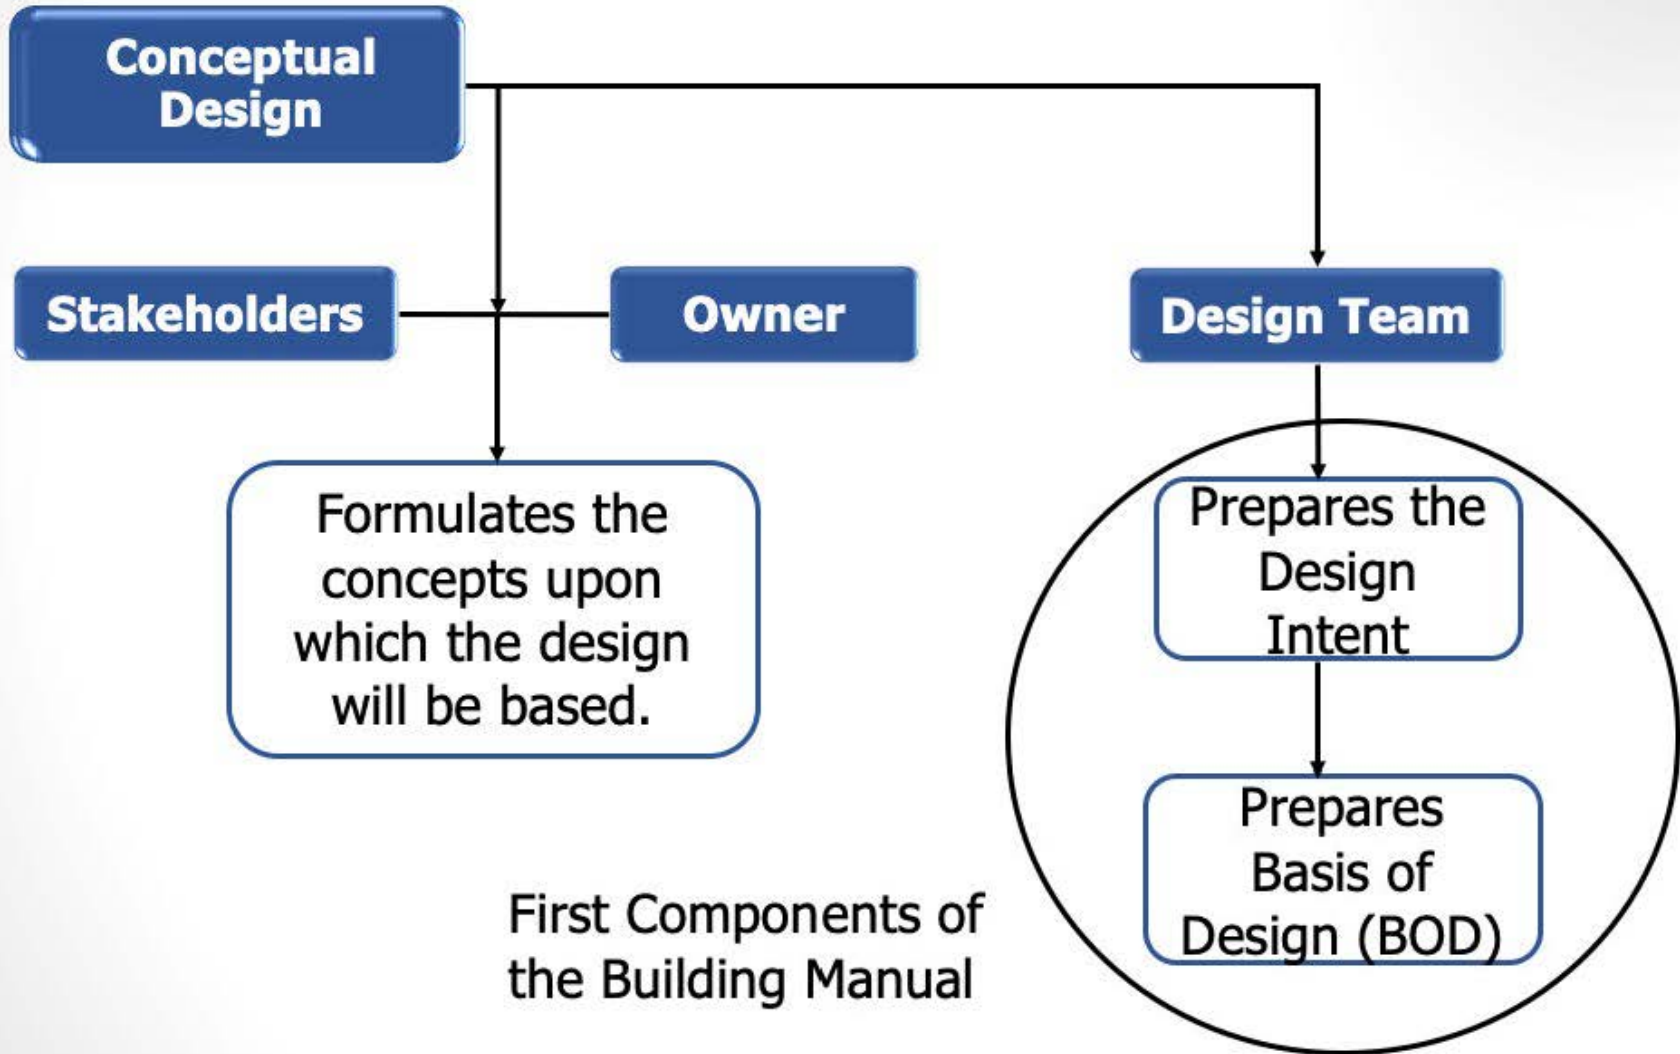 Conceptual
Design
Stakeholders
Owner
Design Team
Formulates the
concepts upon
which the design
will be based.
Prepares the
Design
Intent
Prepares
Basis of
Design (BOD)
First Components of
the Building Manual